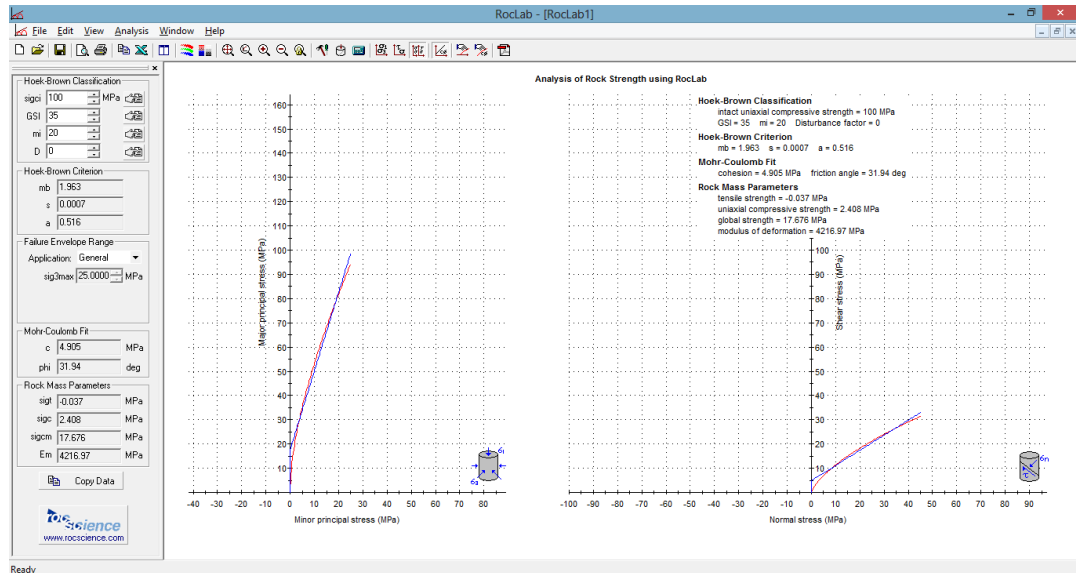 RocLab - [RocLab1]
File Edit View Analysis Window Help
Hoek-Brown Classification
sigci 100 MPa
GSI 35
mi 20
D 0
Hoek-Brown Criterion
mb 1.963
s 0.0007
a 0.516
Failure Envelope Range
Application: General
sig3max 25.0000 MPa
Mohr-Coulomb Fit
c 4.905 MPa
phi 31.94 deg
Rock Mass Parameters
sigt -0.037 MPa
sigc 2.408 MPa
sigcm 17.676 MPa
Em 4216.97 MPa
Copy Data
rocscience
www.rocscience.com
Ready
Analysis of Rock Strength using RocLab
Major principal stress (MPa)
160
150
140
130
120
110
100
90
80
70
60
50
40
30
20
10
-40 -30 -20 -10 0 10 20 30 40 50 60 70 80
Minor principal stress (MPa)
σ1
σ3
Hoek-Brown Classification
intact uniaxial compressive strength = 100 MPa
GSI = 35 mi = 20 Disturbance factor = 0
Hoek-Brown Criterion
mb = 1.963 s = 0.0007 a = 0.516
Mohr-Coulomb Fit
cohesion = 4.905 MPa friction angle = 31.94 deg
Rock Mass Parameters
tensile strength = -0.037 MPa
uniaxial compressive strength = 2.408 MPa
global strength = 17.676 MPa
modulus of deformation = 4216.97 MPa
Shear stress (MPa)
100
90
80
70
60
50
40
30
20
10
-100 -90 -80 -70 -60 -50 -40 -30 -20 -10 0 10 20 30 40 50 60 70 80 90
Normal stress (MPa)
σn
τ